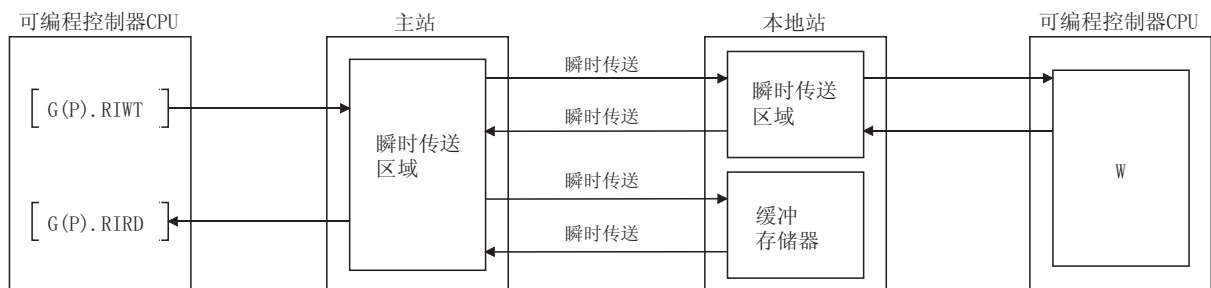 可编程控制器CPU
主站
本地站
可编程控制器CPU
[ G(P).RIWT ]
[ G(P).RIRD ]
瞬时传送
区域
瞬时传送
瞬时传送
瞬时传送
瞬时传送
瞬时传送
区域
缓冲
存储器
W